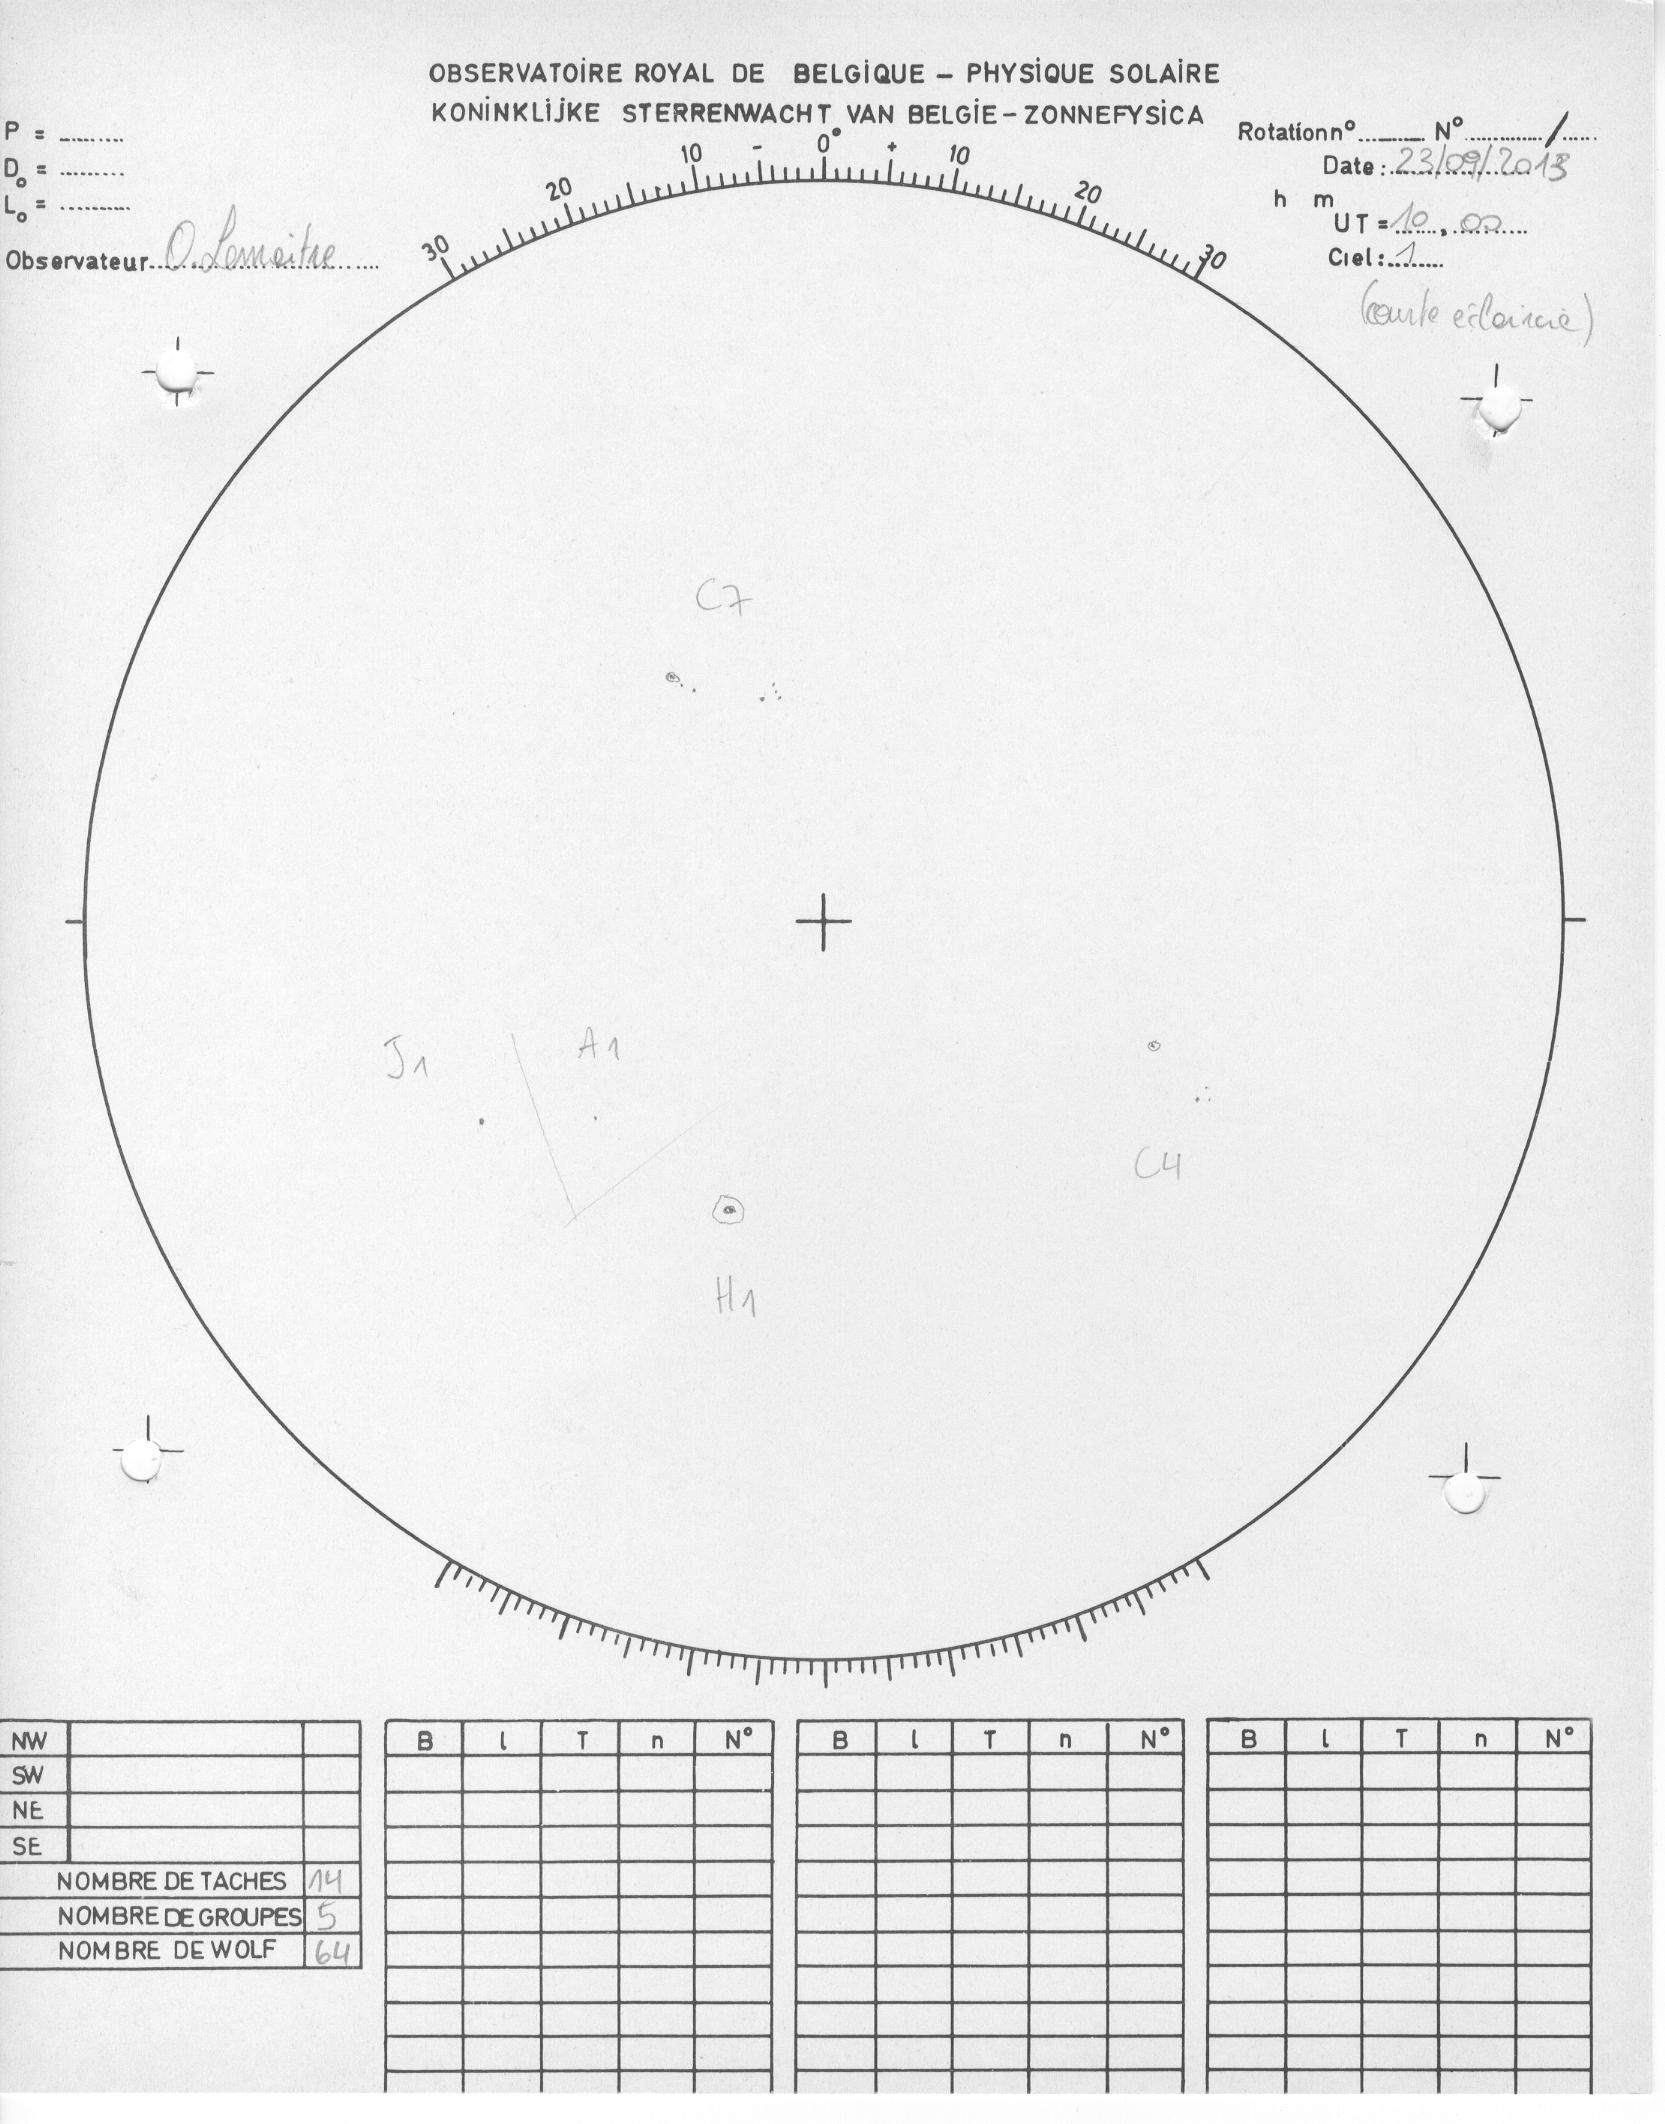 OBSERVATOIRE ROYAL DE BELGIQUE – PHYSIQUE SOLAIRE
KONINKLIJKE STERRENWACHT VAN BELGIE – ZONNEFYSICA
P = ..........
D₀ = ..........
L₀ = ..........
Observateur O. Lemaitre
Rotation n° .......... N° ........../.....
Date : 23/09/2013
h m
UT = 10, 00
Ciel : 1
(courte éclaircie)
30 20 10 - 0° + 10 20 30
C7
J1 A1
C4
H1
NW
SW
NE
SE
NOMBRE DE TACHES 14
NOMBRE DE GROUPES 5
NOMBRE DE WOLF 64
B l T n N°
B l T n N°
B l T n N°